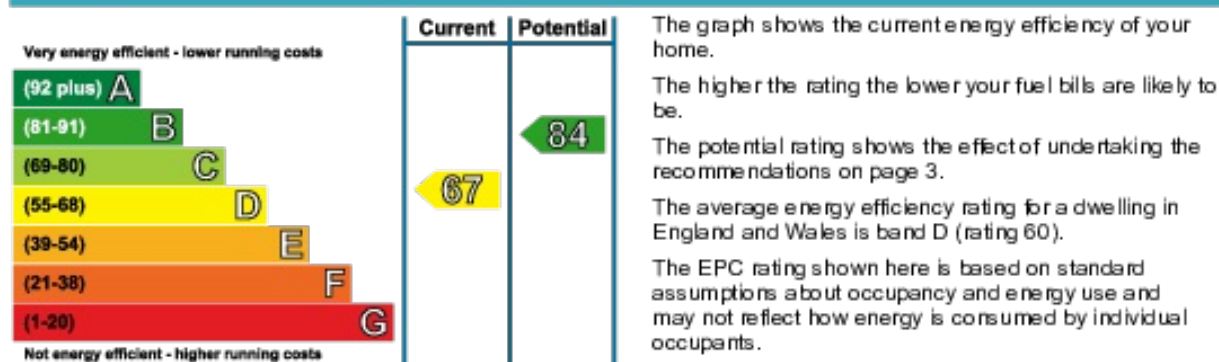 Current Potential
Very energy efficient - lower running costs
(92 plus) A
(81-91) B
(69-80) C
(55-68) D
(39-54) E
(21-38) F
(1-20) G
Not energy efficient - higher running costs
67
84
The graph shows the current energy efficiency of your
home.
The higher the rating the lower your fuel bills are likely to
be.
The potential rating shows the effect of undertaking the
recommendations on page 3.
The average energy efficiency rating for a dwelling in
England and Wales is band D (rating 60).
The EPC rating shown here is based on standard
assumptions about occupancy and energy use and
may not reflect how energy is consumed by individual
occupants.